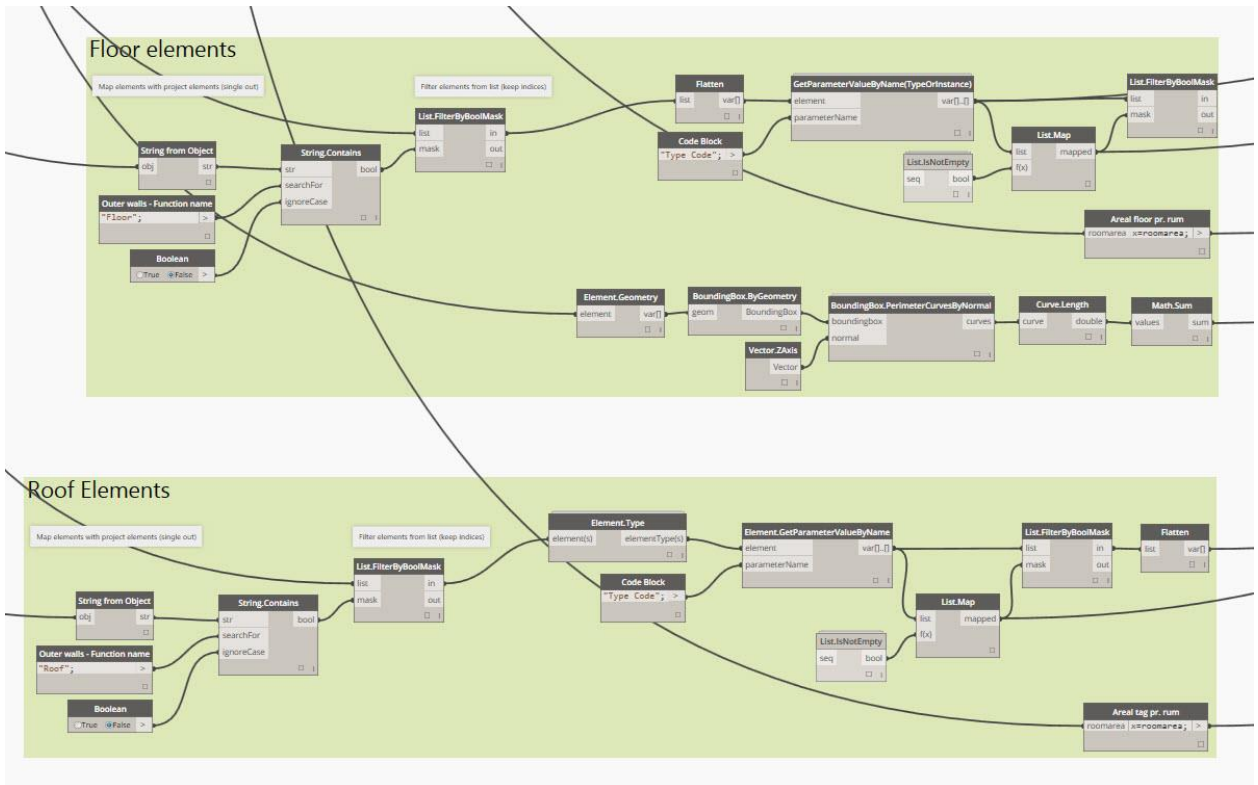 Floor elements
Map elements with project elements (single out)
Filter elements from list (keep indices)
List.FilterByBoolMask
list in
mask out
String from Object
obj str
String.Contains
str bool
searchFor
ignoreCase
Outer walls - Function name
"Floor"; >
Boolean
True False >
Flatten
list var[]
Code Block
"Type Code"; >
GetParameterValueByName(TypeOrInstance)
element var[]..[]
parameterName
List.IsNotEmpty
seq bool
List.Map
list mapped
f(x)
List.FilterByBoolMask
list in
mask out
Areal floor pr. rum
roomarea x=roomarea; >
Element.Geometry
element var[]
BoundingBox.ByGeometry
geom BoundingBox
Vector.ZAxis
Vector
BoundingBox.PerimeterCurvesByNormal
boundingbox curves
normal
Curve.Length
curve double
Math.Sum
values sum
Roof Elements
Map elements with project elements (single out)
Filter elements from list (keep indices)
List.FilterByBoolMask
list in
mask out
String from Object
obj str
String.Contains
str bool
searchFor
ignoreCase
Outer walls - Function name
"Roof"; >
Boolean
True False >
Element.Type
element(s) elementType(s)
Code Block
"Type Code"; >
Element.GetParameterValueByName
element var[]..[]
parameterName
List.IsNotEmpty
seq bool
List.Map
list mapped
f(x)
List.FilterByBoolMask
list in
mask out
Flatten
list var[]
Areal tag pr. rum
roomarea x=roomarea; >